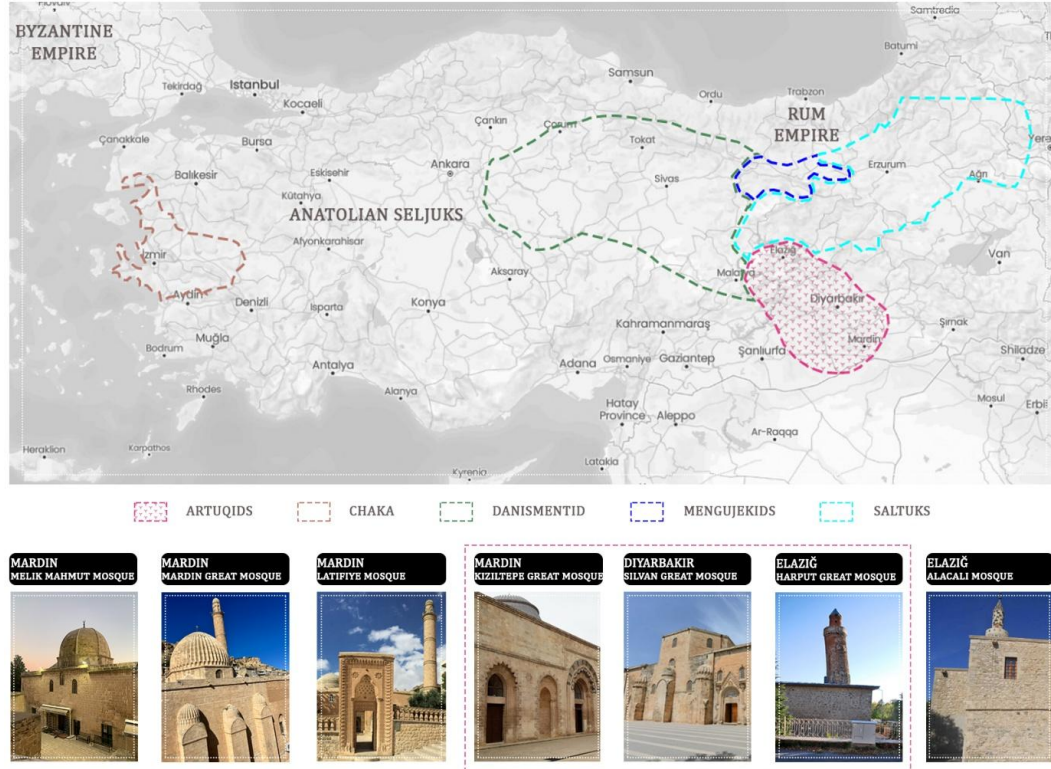 BYZANTINE
EMPIRE
Samtredia
Batumi
Tekirdağ
Istanbul
Kocaeli
Samsun
Ordu
Trabzon
RUM
EMPIRE
Çanakkale
Bursa
Çankırı
Çorum
Tokat
Erzurum
Balıkesir
Eskisehir
Ankara
Sivas
Ağrı
Kütahya
ANATOLIAN SELJUKS
Afyonkarahisar
İzmir
Elazığ
Van
Aksaray
Malatya
Aydın
Denizli
Isparta
Konya
Diyarbakır
Kahramanmaraş
Şırnak
Muğla
Bodrum
Mardin
Antalya
Adana
Osmaniye
Gaziantep
Şanlıurfa
Shiladze
Rhodes
Alanya
Hatay
Province
Aleppo
Mosul
Ar-Raqqa
Heraklion
Karpathos
Latakia
Kyrenia
ARTUQIDS
CHAKA
DANISMENTID
MENGUJEKIDS
SALTUKS
MARDIN
MELIK MAHMUT MOSQUE
MARDIN
MARDIN GREAT MOSQUE
MARDIN
LATIFIYE MOSQUE
MARDIN
KIZILTEPE GREAT MOSQUE
DIYARBAKIR
SILVAN GREAT MOSQUE
ELAZIĞ
HARPUT GREAT MOSQUE
ELAZIĞ
ALACALI MOSQUE